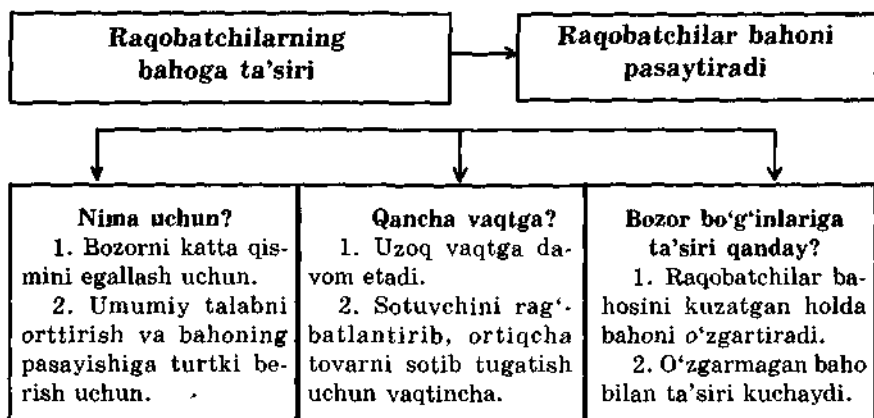 Raqobatchilarning
bahoga ta'siri
Raqobatchilar bahoni
pasaytiradi
Nima uchun?
1. Bozorni katta qis-
mini egallash uchun.
2. Umumiy talabni
orttirish va bahoning
pasayishiga turtki be-
rish uchun.
Qancha vaqtga?
1. Uzoq vaqtga da-
vom etadi.
2. Sotuvchini rag‘-
batlantirib, ortiqcha
tovarni sotib tugatish
uchun vaqtincha.
Bozor bo‘g‘inlariga
ta'siri qanday?
1. Raqobatchilar ba-
hosini kuzatgan holda
bahoni o‘zgartiradi.
2. O‘zgarmagan baho
bilan ta'siri kuchaydi.